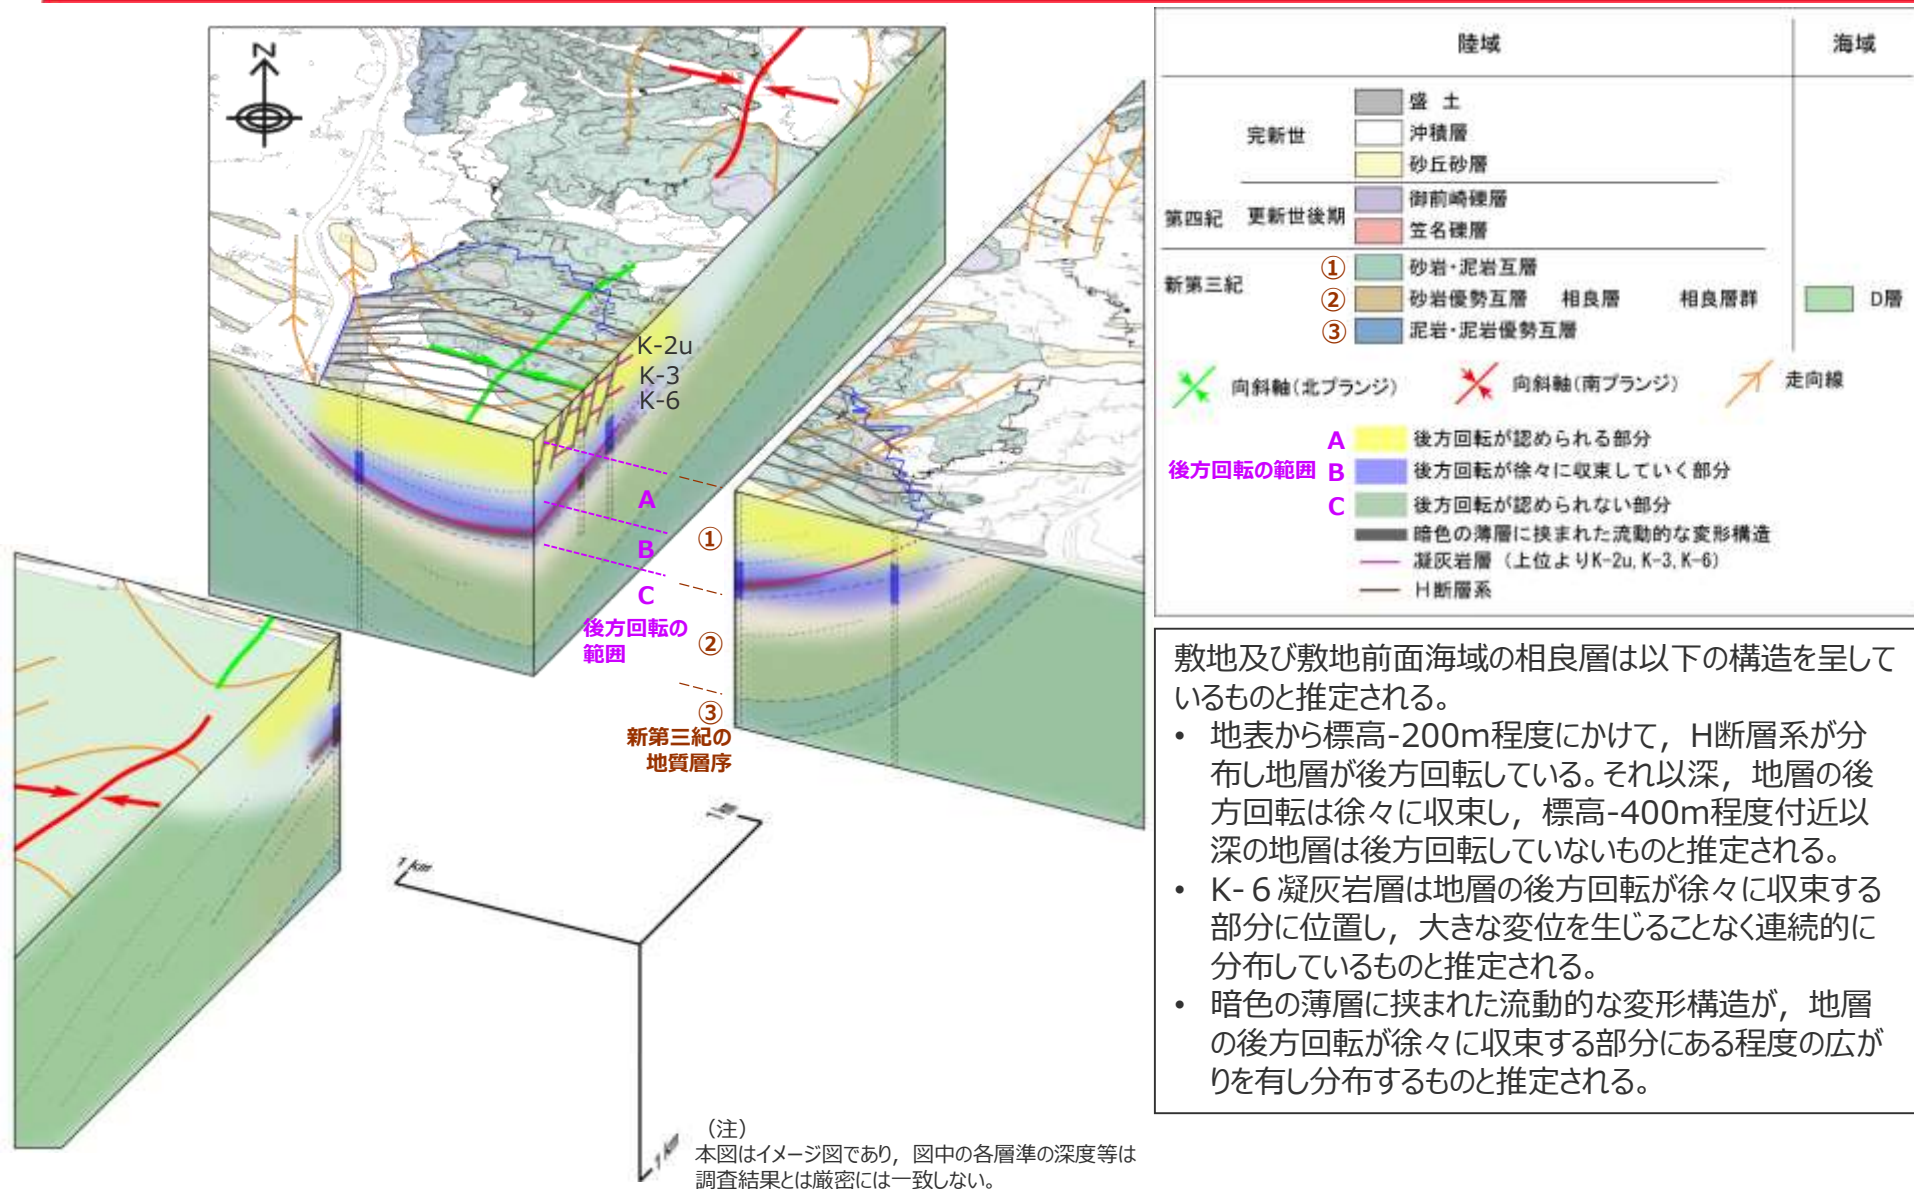 N
K-2u
K-3
K-6
A
B
C
後方回転の
範囲
①
②
③
新第三紀の
地質層序
1 km
1 km
1 km
(注)
本図はイメージ図であり，図中の各層準の深度等は
調査結果とは厳密には一致しない。
陸域 海域
完新世
盛 土
沖積層
砂丘砂層
第四紀 更新世後期
御前崎礫層
笠名礫層
新第三紀
① 砂岩・泥岩互層
② 砂岩優勢互層 相良層 相良層群 D層
③ 泥岩・泥岩優勢互層
向斜軸(北プランジ) 向斜軸(南プランジ) 走向線
後方回転の範囲
A 後方回転が認められる部分
B 後方回転が徐々に収束していく部分
C 後方回転が認められない部分
暗色の薄層に挟まれた流動的な変形構造
凝灰岩層（上位よりK-2u, K-3, K-6）
H断層系
敷地及び敷地前面海域の相良層は以下の構造を呈して
いるものと推定される。
• 地表から標高-200m程度にかけて，H断層系が分
布し地層が後方回転している。それ以深，地層の後
方回転は徐々に収束し，標高-400m程度付近以
深の地層は後方回転していないものと推定される。
• K-６凝灰岩層は地層の後方回転が徐々に収束する
部分に位置し，大きな変位を生じることなく連続的に
分布しているものと推定される。
• 暗色の薄層に挟まれた流動的な変形構造が，地層
の後方回転が徐々に収束する部分にある程度の広が
りを有し分布するものと推定される。